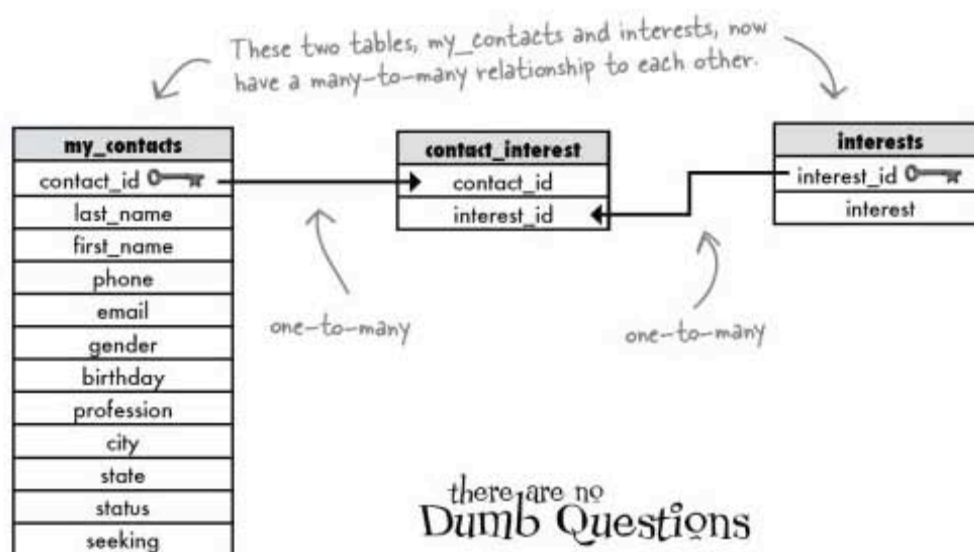 These two tables, my_contacts and interests, now
have a many-to-many relationship to each other.
my_contacts
contact_id
last_name
first_name
phone
email
gender
birthday
profession
city
state
status
seeking
contact_interest
contact_id
interest_id
interests
interest_id
interest
one-to-many
one-to-many
there are no
Dumb Questions